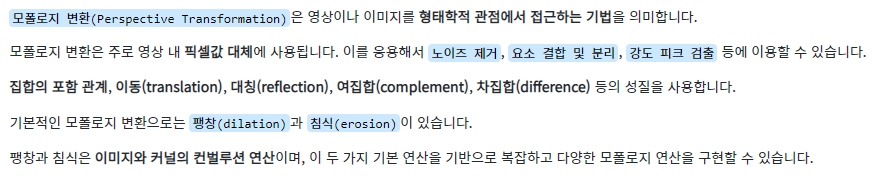 모폴로지 변환(Perspective Transformation)은 영상이나 이미지를 형태학적 관점에서 접근하는 기법을 의미합니다.
모폴로지 변환은 주로 영상 내 픽셀값 대체에 사용됩니다. 이를 응용해서 노이즈 제거, 요소 결합 및 분리, 강도 피크 검출 등에 이용할 수 있습니다.
집합의 포함 관계, 이동(translation), 대칭(reflection), 여집합(complement), 차집합(difference) 등의 성질을 사용합니다.
기본적인 모폴로지 변환으로는 팽창(dilation)과 침식(erosion)이 있습니다.
팽창과 침식은 이미지와 커널의 컨벌루션 연산이며, 이 두 가지 기본 연산을 기반으로 복잡하고 다양한 모폴로지 연산을 구현할 수 있습니다.